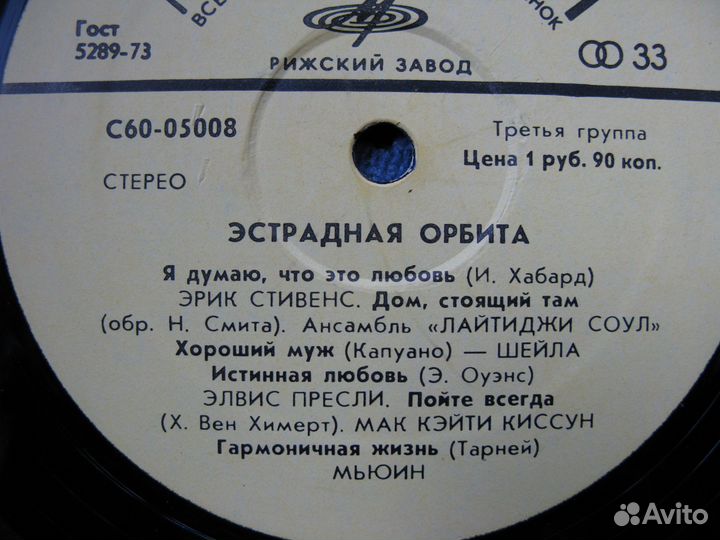 Гост
5289-73
РИЖСКИЙ ЗАВОД
33
С60-05008
СТЕРЕО
Третья группа
Цена 1 руб. 90 коп.
ЭСТРАДНАЯ ОРБИТА
Я думаю, что это любовь (И. Хабард)
ЭРИК СТИВЕНС. Дом, стоящий там
(обр. Н. Смита). Ансамбль «ЛАЙТИДЖИ СОУЛ»
Хороший муж (Капуано) — ШЕЙЛА
Истинная любовь (Э. Оуэнс)
ЭЛВИС ПРЕСЛИ. Пойте всегда
(Х. Вен Химерт). МАК КЭЙТИ КИССУН
Гармоничная жизнь (Тарней)
МЬЮИН
Avito